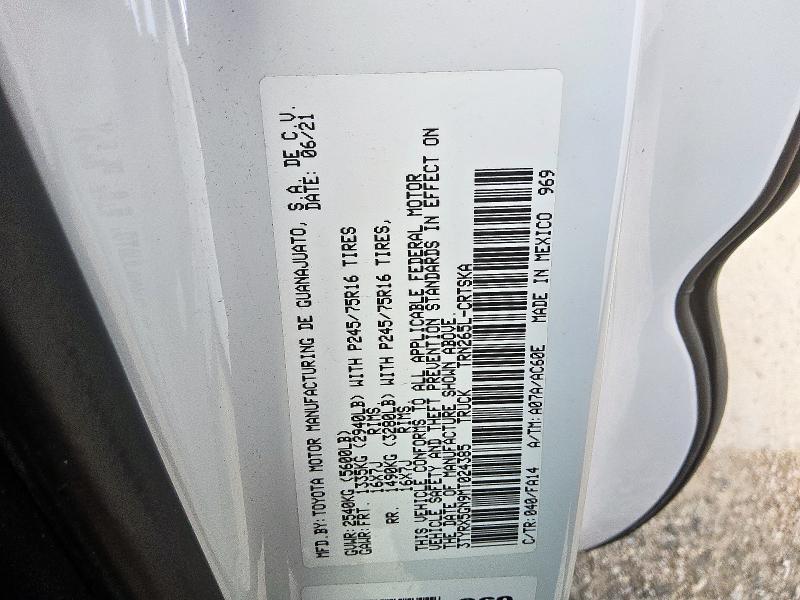 MFD.BY: TOYOTA MOTOR MANUFACTURING DE GUANAJUATO, S.A. DE C.V.
DATE: 06/21
GVWR: 2540KG (5600LB)
GAWR: FRT. 1335KG (2940LB) WITH P245/75R16 TIRES
16X7J RIMS
RR. 1490KG (3280LB) WITH P245/75R16 TIRES,
16X7J RIMS
THIS VEHICLE CONFORMS TO ALL APPLICABLE FEDERAL MOTOR
VEHICLE SAFETY AND THEFT PREVENTION STANDARDS IN EFFECT ON
THE DATE OF MANUFACTURE SHOWN ABOVE.
3TYRX5GN9MT024385 TRUCK TRN265L-CRTSKA
C/TR: 040/FA14 A/TM: A07A/AC60E MADE IN MEXICO 969